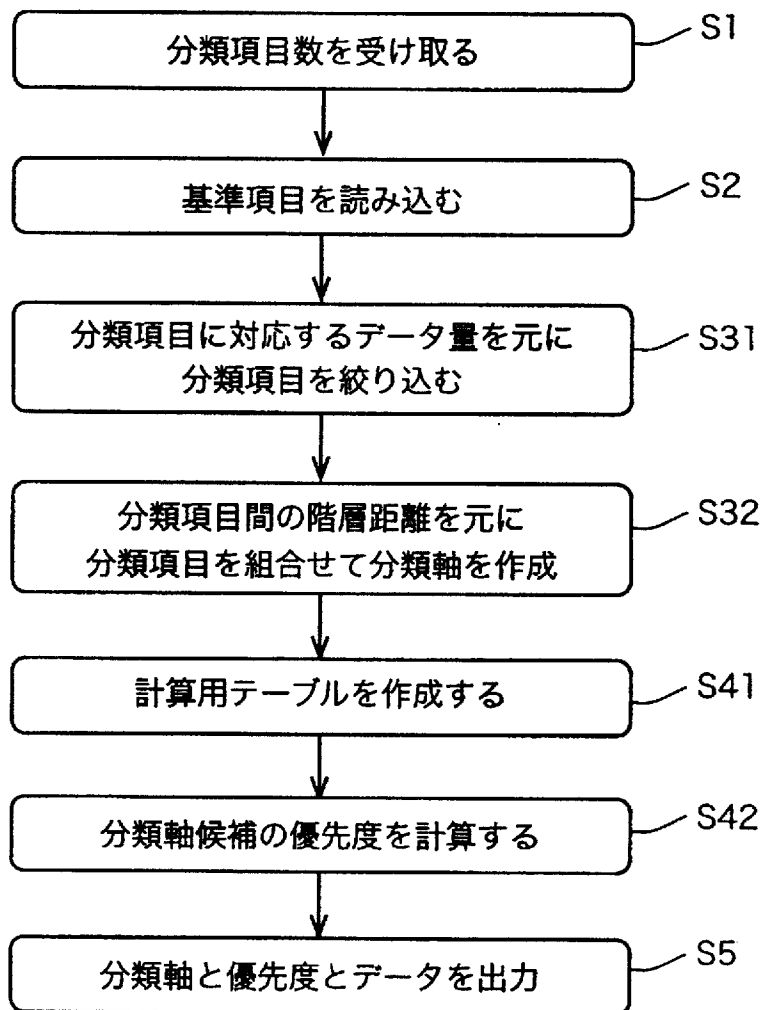 分類項目数を受け取る
S1
基準項目を読み込む
S2
分類項目に対応するデータ量を元に
分類項目を絞り込む
S31
分類項目間の階層距離を元に
分類項目を組合せて分類軸を作成
S32
計算用テーブルを作成する
S41
分類軸候補の優先度を計算する
S42
分類軸と優先度とデータを出力
S5